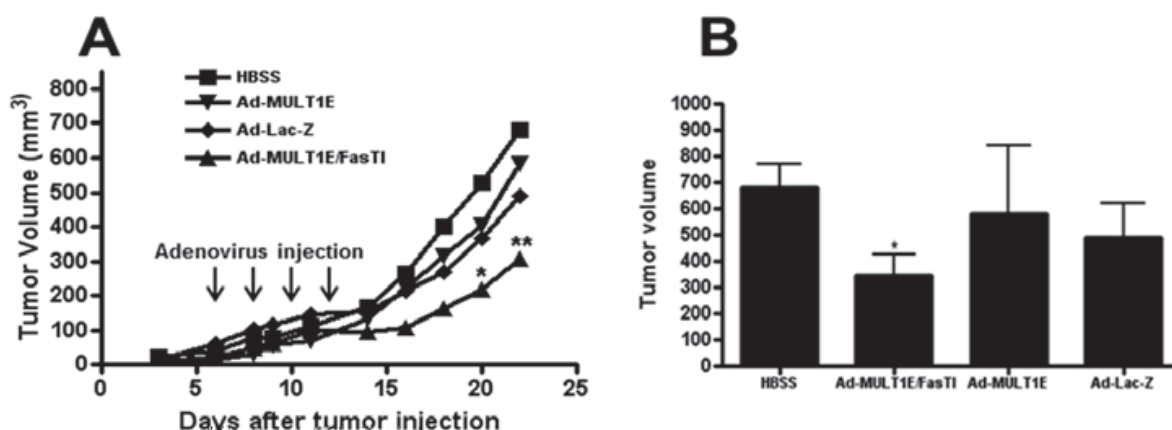 A
HBSS
Ad-MULT1E
Ad-Lac-Z
Ad-MULT1E/FasTI
Adenovirus injection
*
**
Tumor Volume (mm3)
800
700
600
500
400
300
200
100
0
0 5 10 15 20 25
Days after tumor injection
B
Tumor volume
1000
900
800
700
600
500
400
300
200
100
0
*
HBSS Ad-MULT1E/FasTI Ad-MULT1E Ad-Lac-Z